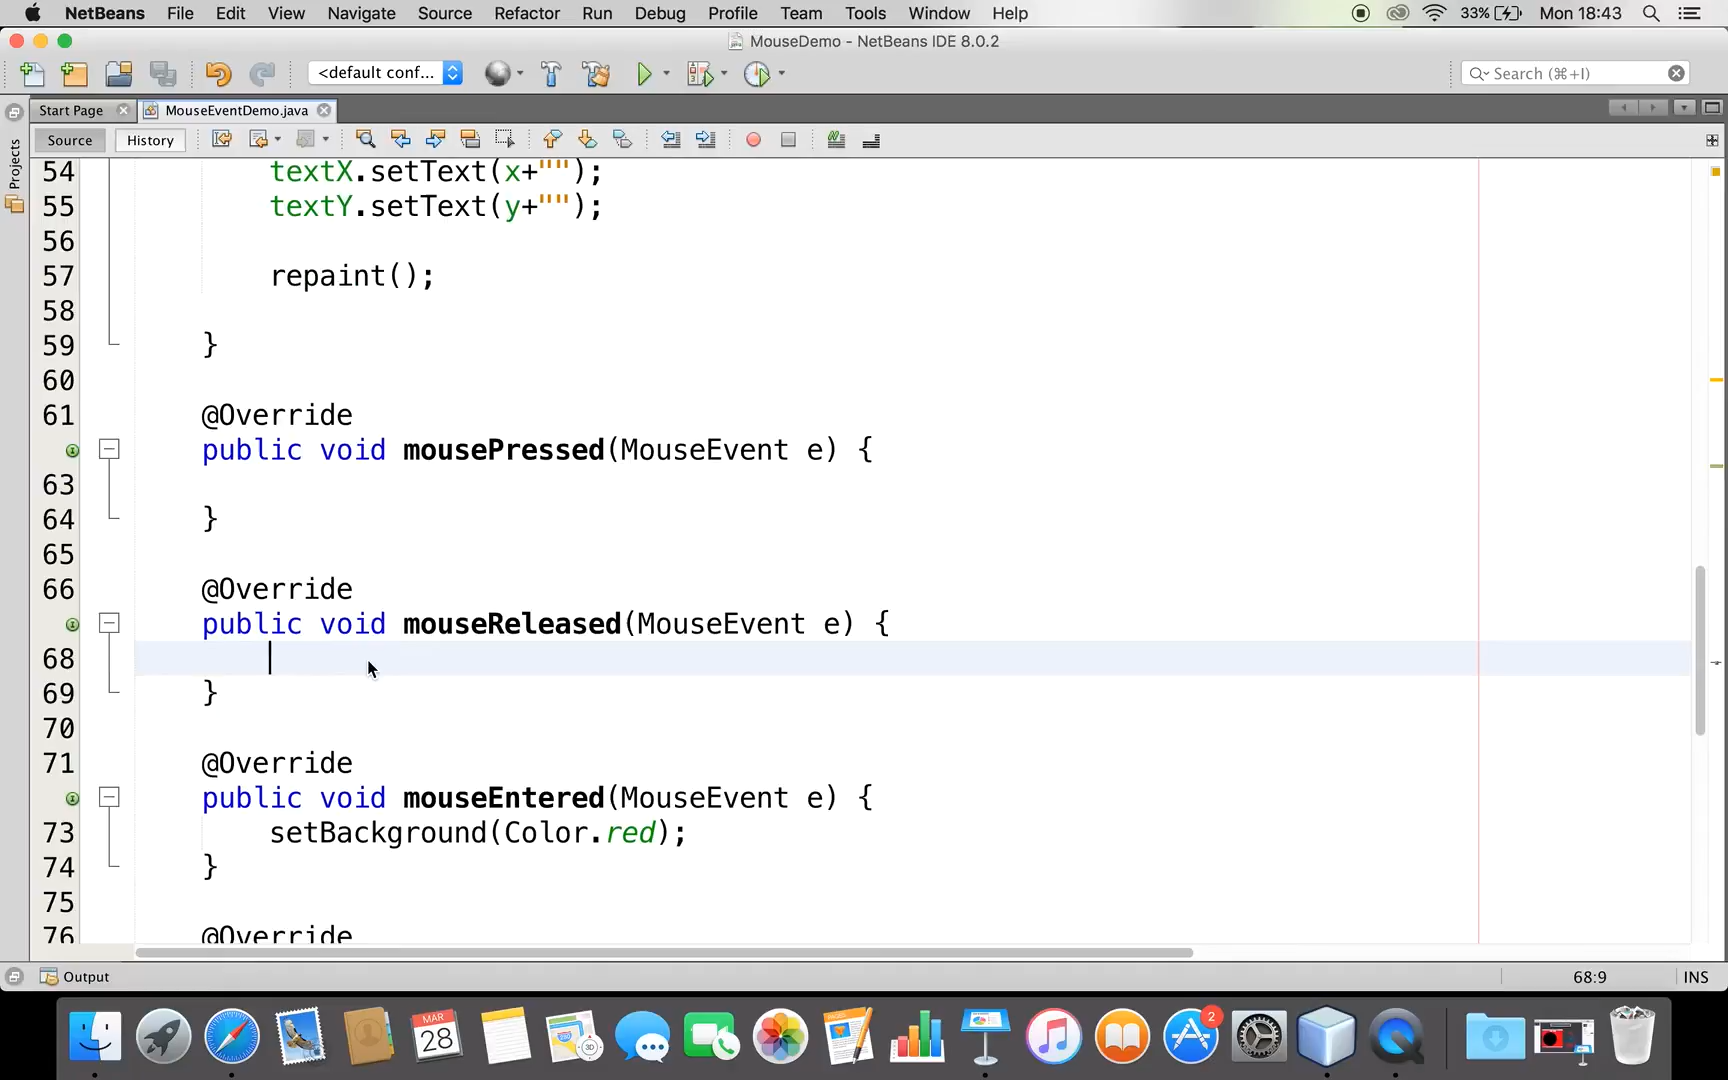 NetBeans File Edit View Navigate Source Refactor Run Debug Profile Team Tools Window Help 33% Mon 18:43
MouseDemo - NetBeans IDE 8.0.2
<default conf... Search (⌘+I)
Start Page MouseEventDemo.java
Source History
Projects
54 textX.setText(x+"");
55 textY.setText(y+"");
56
57 repaint();
58
59 }
60
61 @Override
public void mousePressed(MouseEvent e) {
63
64 }
65
66 @Override
public void mouseReleased(MouseEvent e) {
68
69 }
70
71 @Override
public void mouseEntered(MouseEvent e) {
73 setBackground(Color.red);
74 }
75
76 @Override
Output 68:9 INS
MAR
28
3D
PAGES
2